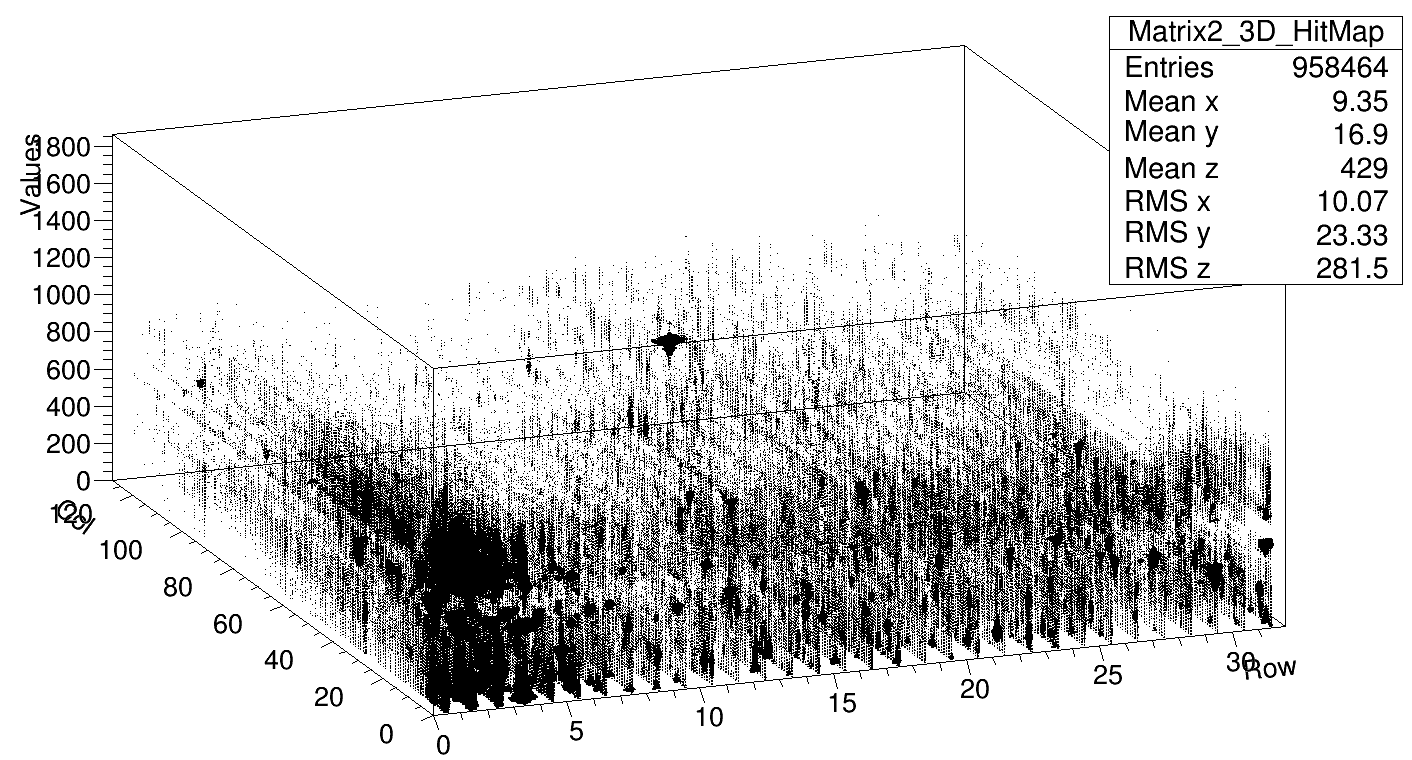 Matrix2_3D_HitMap
Entries 958464
Mean x 9.35
Mean y 16.9
Mean z 429
RMS x 10.07
RMS y 23.33
RMS z 281.5
Values
1800
1600
1400
1200
1000
800
600
400
200
0
Col
120
100
80
60
40
20
0
0
5
10
15
20
25
30
Row